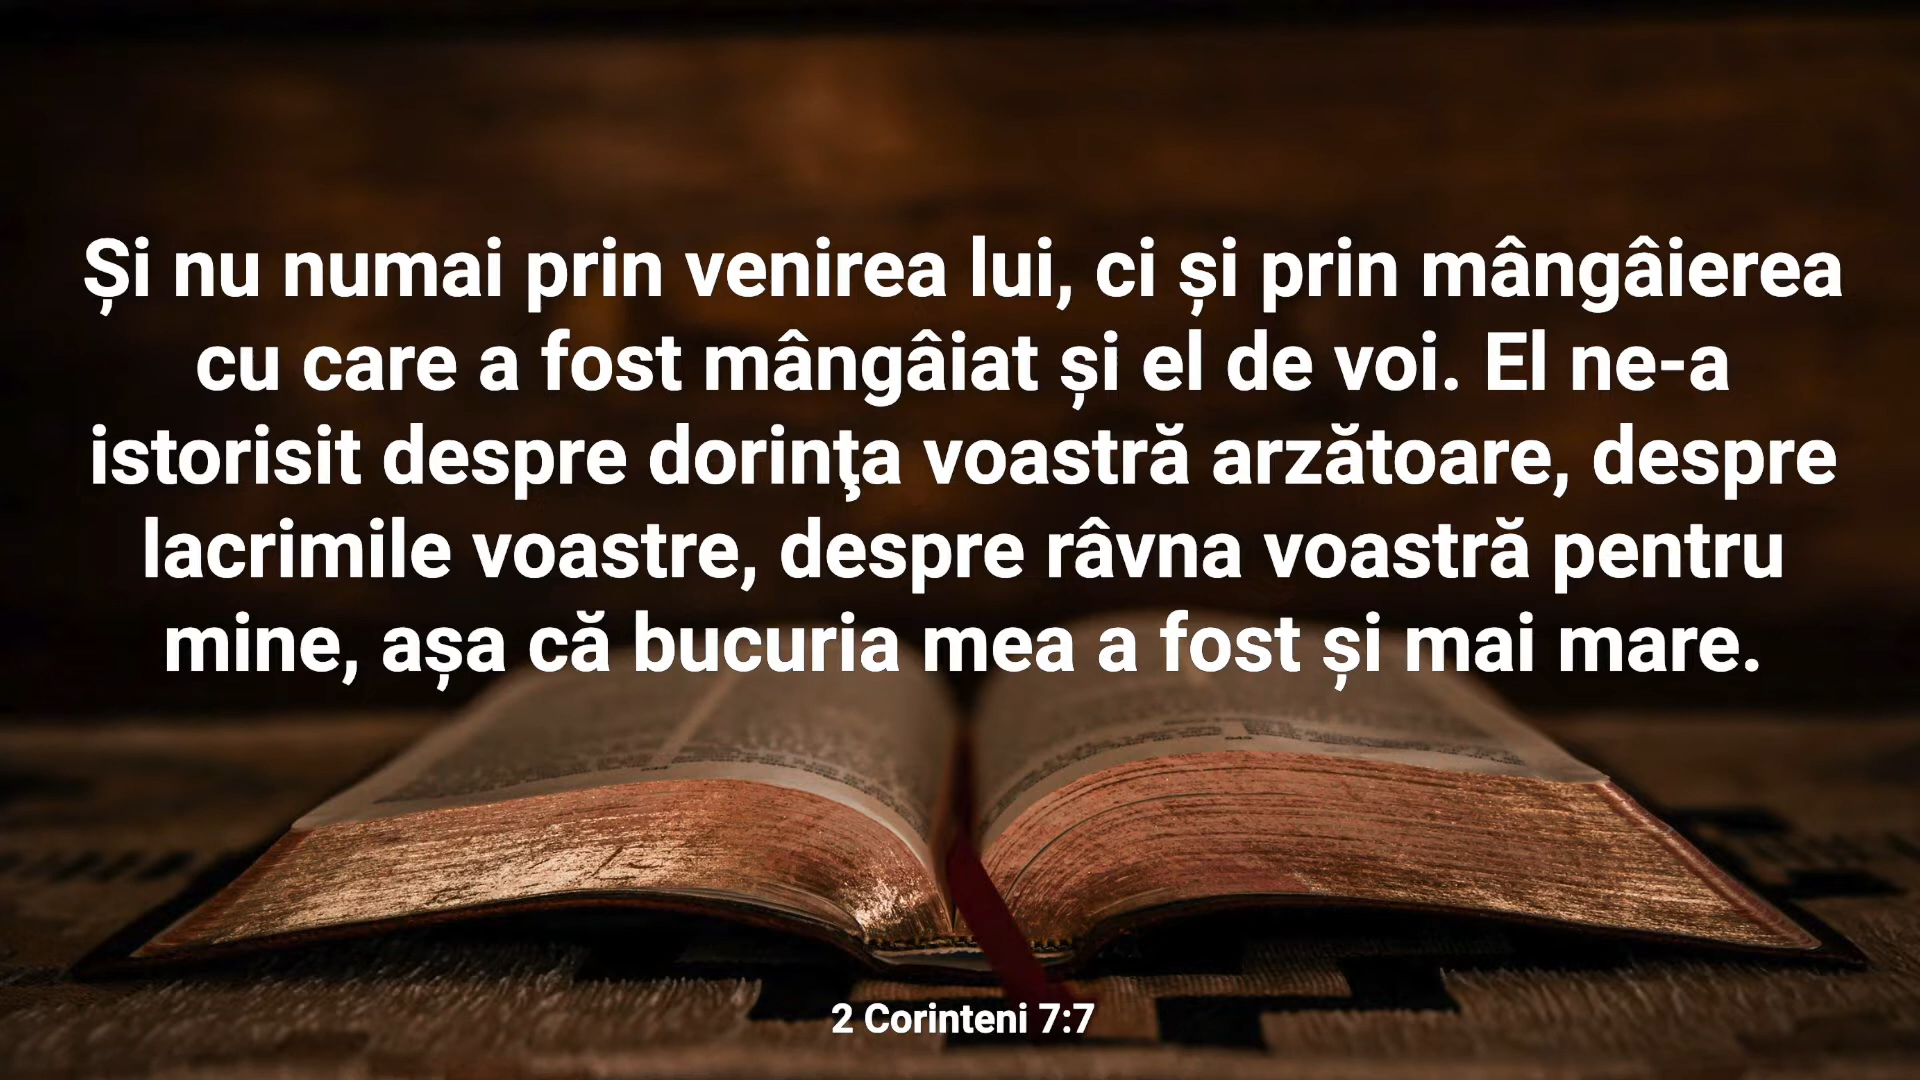 Și nu numai prin venirea lui, ci și prin mângâierea
cu care a fost mângâiat și el de voi. El ne-a
istorisit despre dorinţa voastră arzătoare, despre
lacrimile voastre, despre râvna voastră pentru
mine, așa că bucuria mea a fost și mai mare.
2 Corinteni 7:7